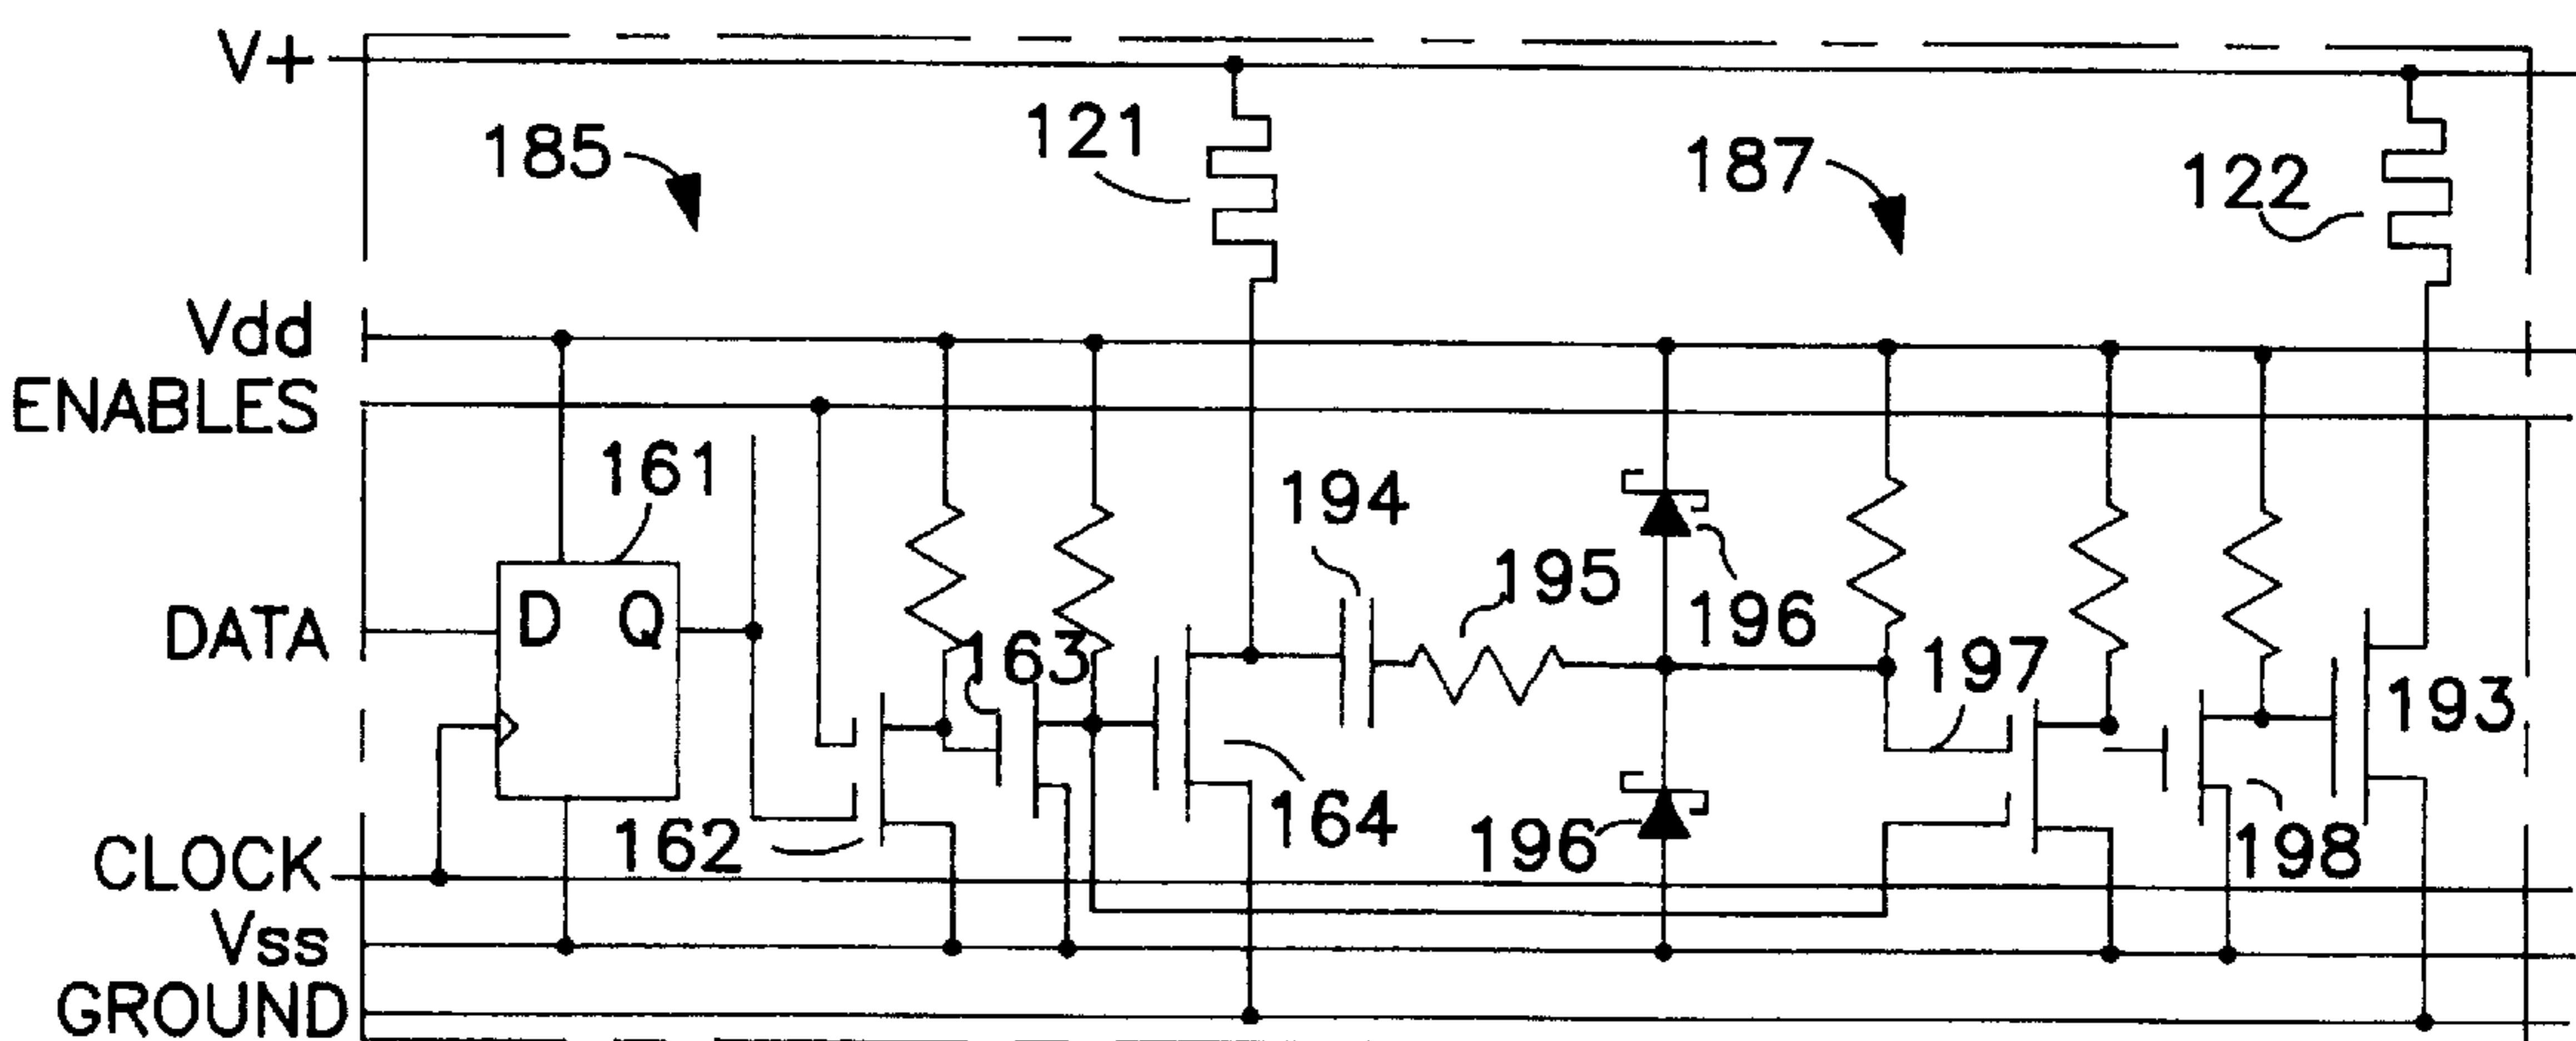 V+
185
121
187
122
Vdd
ENABLES
161
194
195
196
DATA
D Q
163
197
193
162
164
196
198
CLOCK
Vss
GROUND